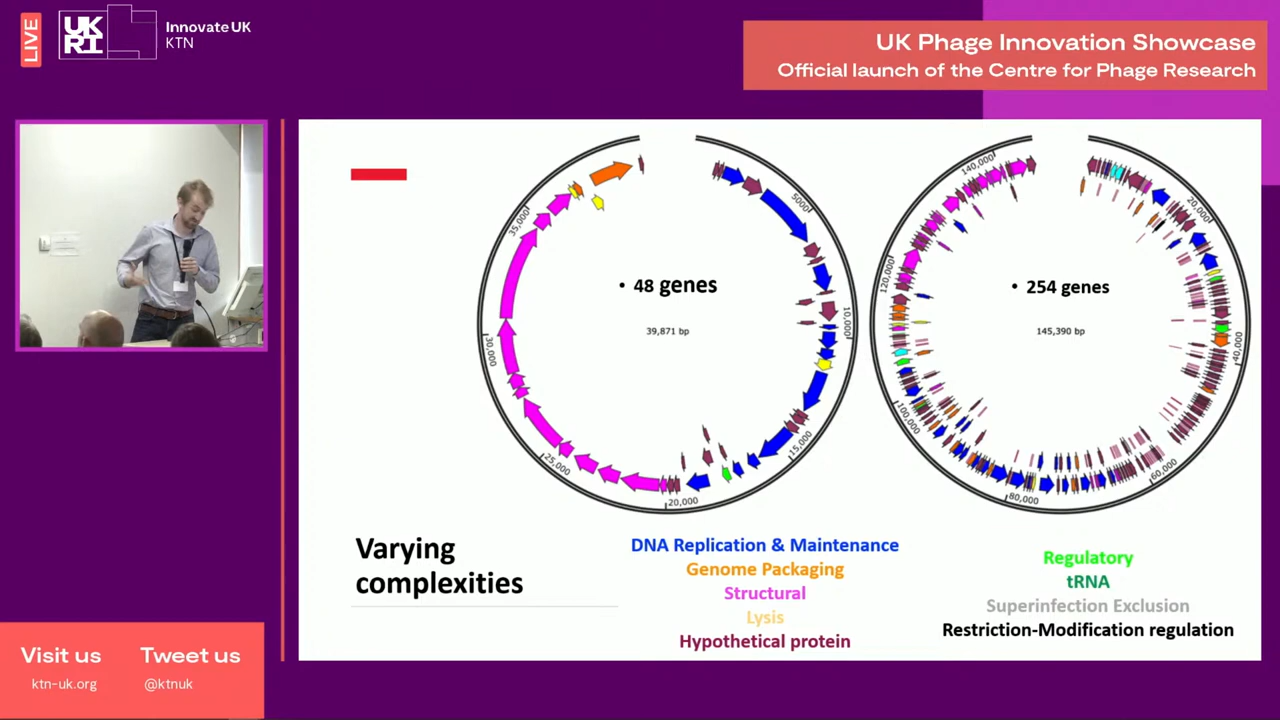 LIVE
UK
RI
Innovate UK
KTN
UK Phage Innovation Showcase
Official launch of the Centre for Phage Research
• 48 genes
39,871 bp
5000
10,000
15,000
20,000
25,000
30,000
35,000
• 254 genes
145,390 bp
20,000
40,000
60,000
80,000
100,000
120,000
140,000
Varying
complexities
DNA Replication & Maintenance
Genome Packaging
Structural
Lysis
Hypothetical protein
Regulatory
tRNA
Superinfection Exclusion
Restriction-Modification regulation
Visit us
ktn-uk.org
Tweet us
@ktnuk